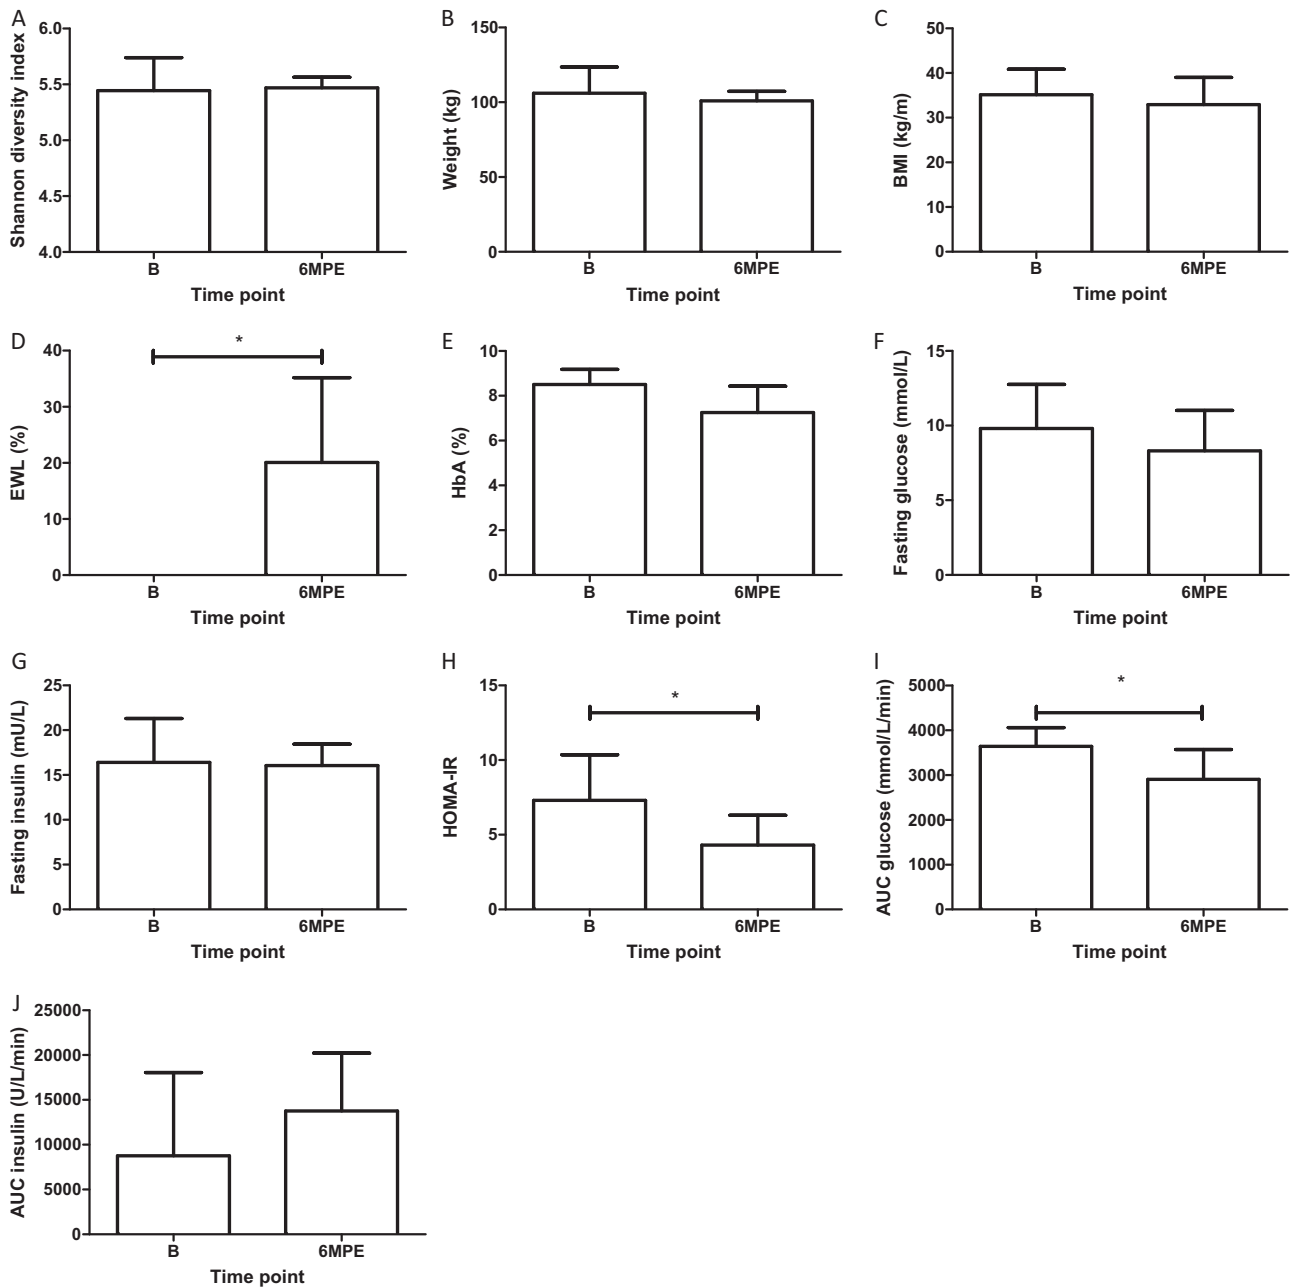 A
Shannon diversity index
6.0
5.5
5.0
4.5
4.0
B
6MPE
Time point
B
Weight (kg)
150
100
50
0
B
6MPE
Time point
C
BMI (kg/m)
50
40
30
20
10
0
B
6MPE
Time point
D
EWL (%)
40
30
20
10
0
*
B
6MPE
Time point
E
HbA (%)
10
8
6
4
2
0
B
6MPE
Time point
F
Fasting glucose (mmol/L)
15
10
5
0
B
6MPE
Time point
G
Fasting insulin (mU/L)
25
20
15
10
5
0
B
6MPE
Time point
H
HOMA-IR
15
10
5
0
*
B
6MPE
Time point
I
AUC glucose (mmol/L/min)
5000
4000
3000
2000
1000
0
*
B
6MPE
Time point
J
AUC insulin (U/L/min)
25000
20000
15000
10000
5000
0
B
6MPE
Time point